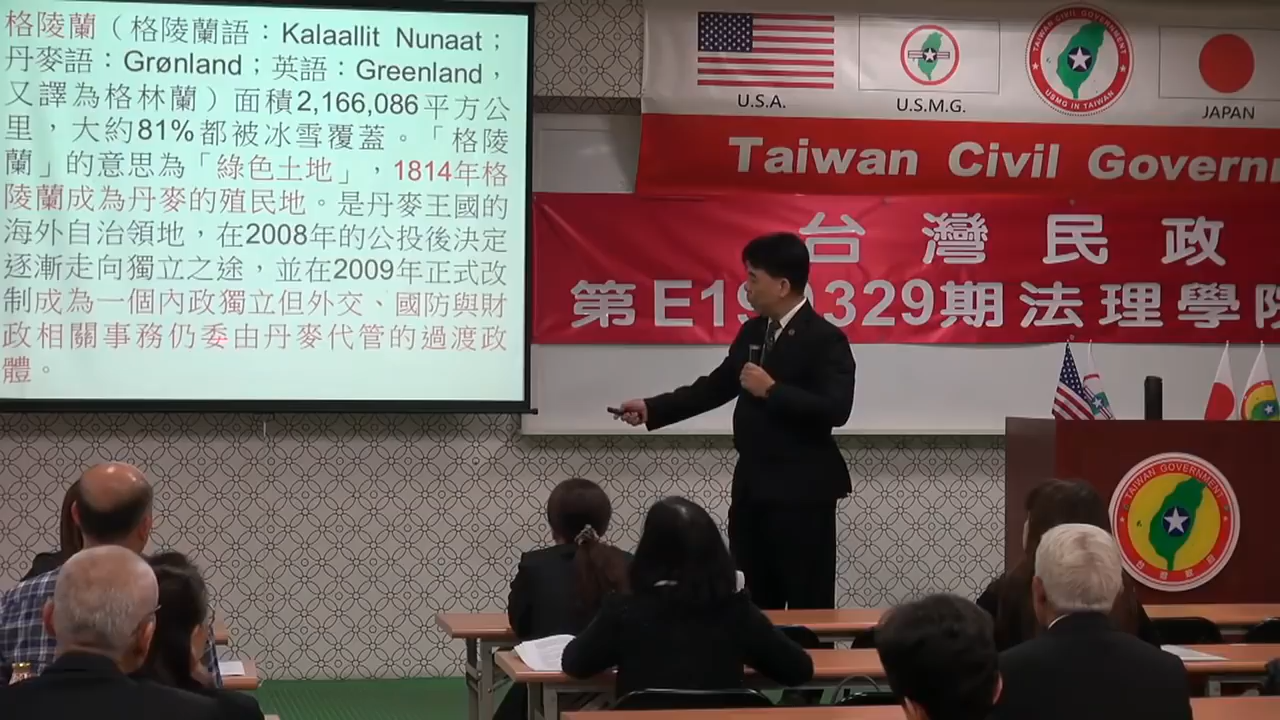 格陵蘭（格陵蘭語：Kalaallit Nunaat；
丹麥語：Grønland；英語：Greenland，
又譯為格林蘭）面積2,166,086平方公
里，大約81%都被冰雪覆蓋。「格陵
蘭」的意思為「綠色土地」，1814年格
陵蘭成為丹麥的殖民地。是丹麥王國的
海外自治領地，在2008年的公投後決定
逐漸走向獨立之途，並在2009年正式改
制成為一個內政獨立但外交、國防與財
政相關事務仍委由丹麥代管的過渡政
體。
U.S.A.
U.S.M.G.
TAIWAN CIVIL GOVERNMENT
USMG IN TAIWAN
JAPAN
Taiwan Civil Governm
台灣民政
第E19 329期法理學院
TAIWAN GOVERNMENT